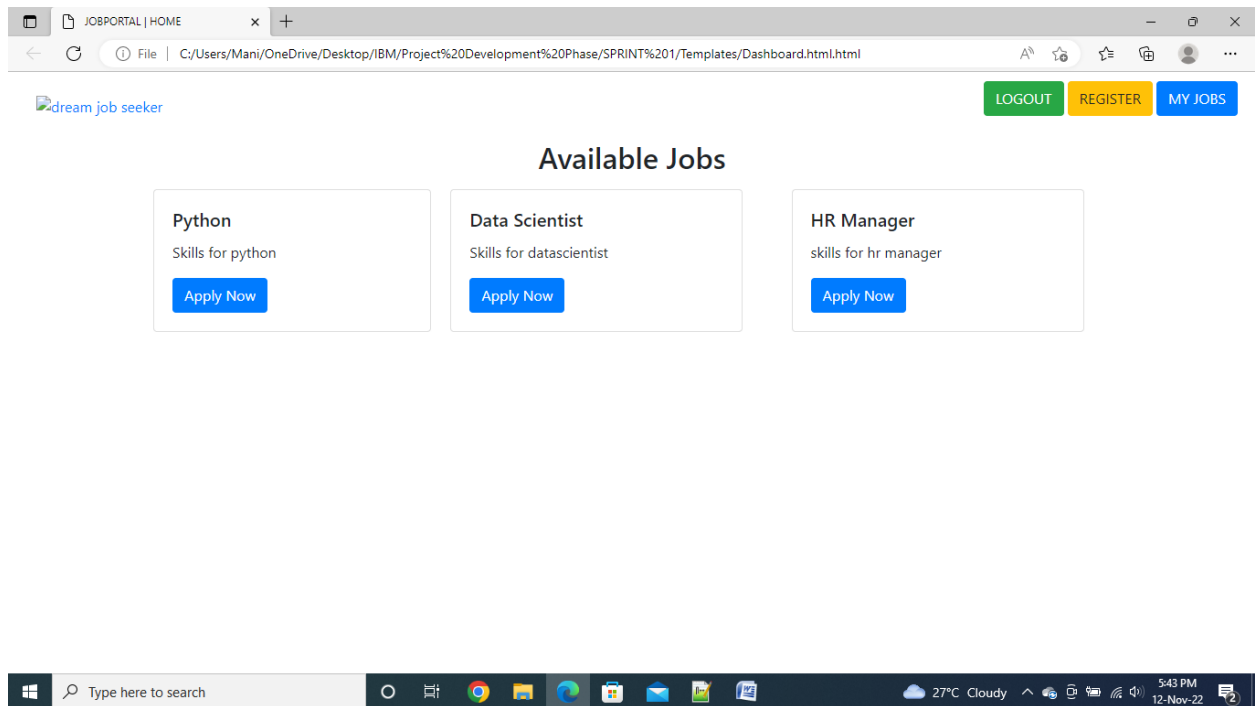 JOBPORTAL | HOME
File | C:/Users/Mani/OneDrive/Desktop/IBM/Project%20Development%20Phase/SPRINT%201/Templates/Dashboard.html.html
dream job seeker LOGOUT REGISTER MY JOBS
Available Jobs
Python
Skills for python
Apply Now
Data Scientist
Skills for datascientist
Apply Now
HR Manager
skills for hr manager
Apply Now
Type here to search
27°C Cloudy
5:43 PM
12-Nov-22
2